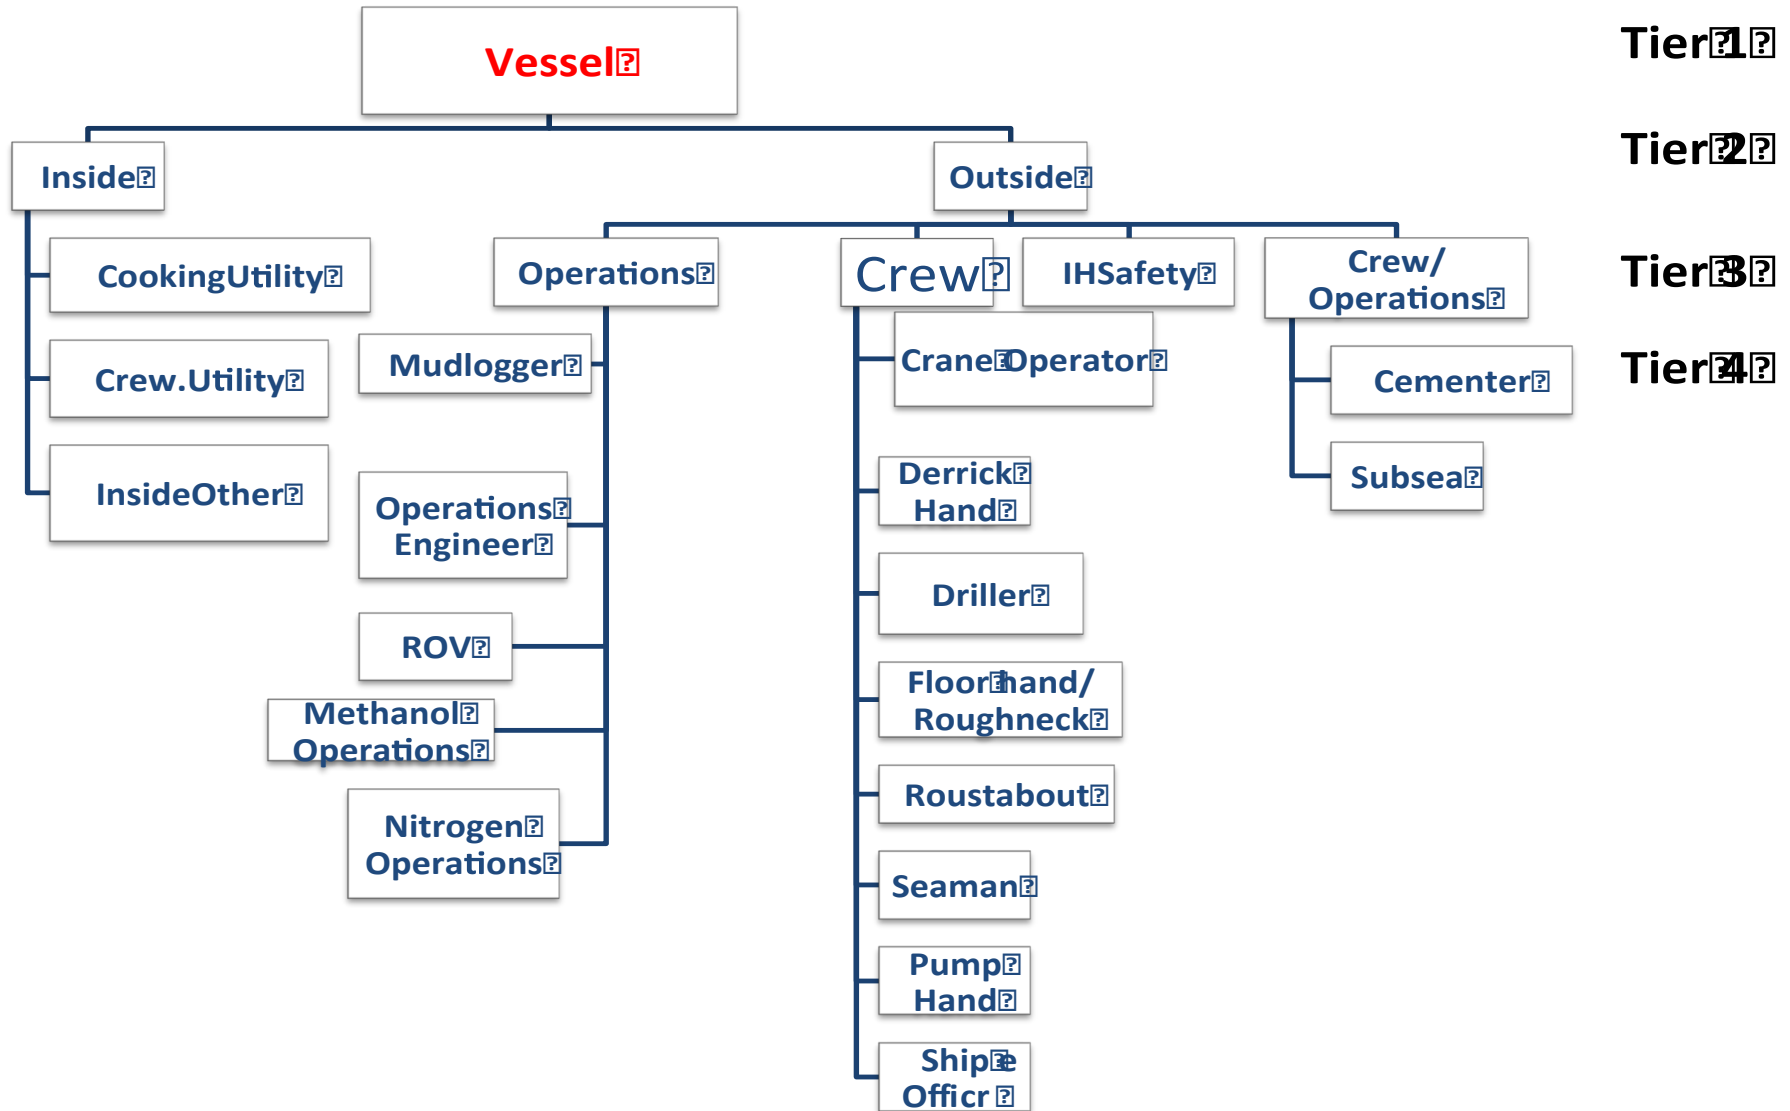 Vessel
Tier 1
Inside
Outside
Tier 2
CookingUtility
Operations
Crew
IHSafety
Crew/
Operations
Tier 3
Crew.Utility
InsideOther
Mudlogger
Operations
Engineer
ROV
Methanol
Operations
Nitrogen
Operations
Crane Operator
Derrick
Hand
Driller
Floor hand/
Roughneck
Roustabout
Seaman
Pump
Hand
Ship e
Officr
Cementer
Subsea
Tier 4